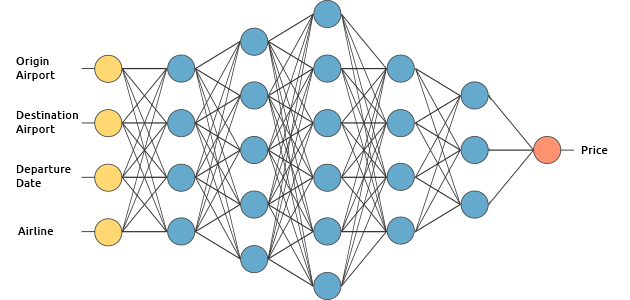 Origin
Airport
Destination
Airport
Departure
Date
Airline
Price